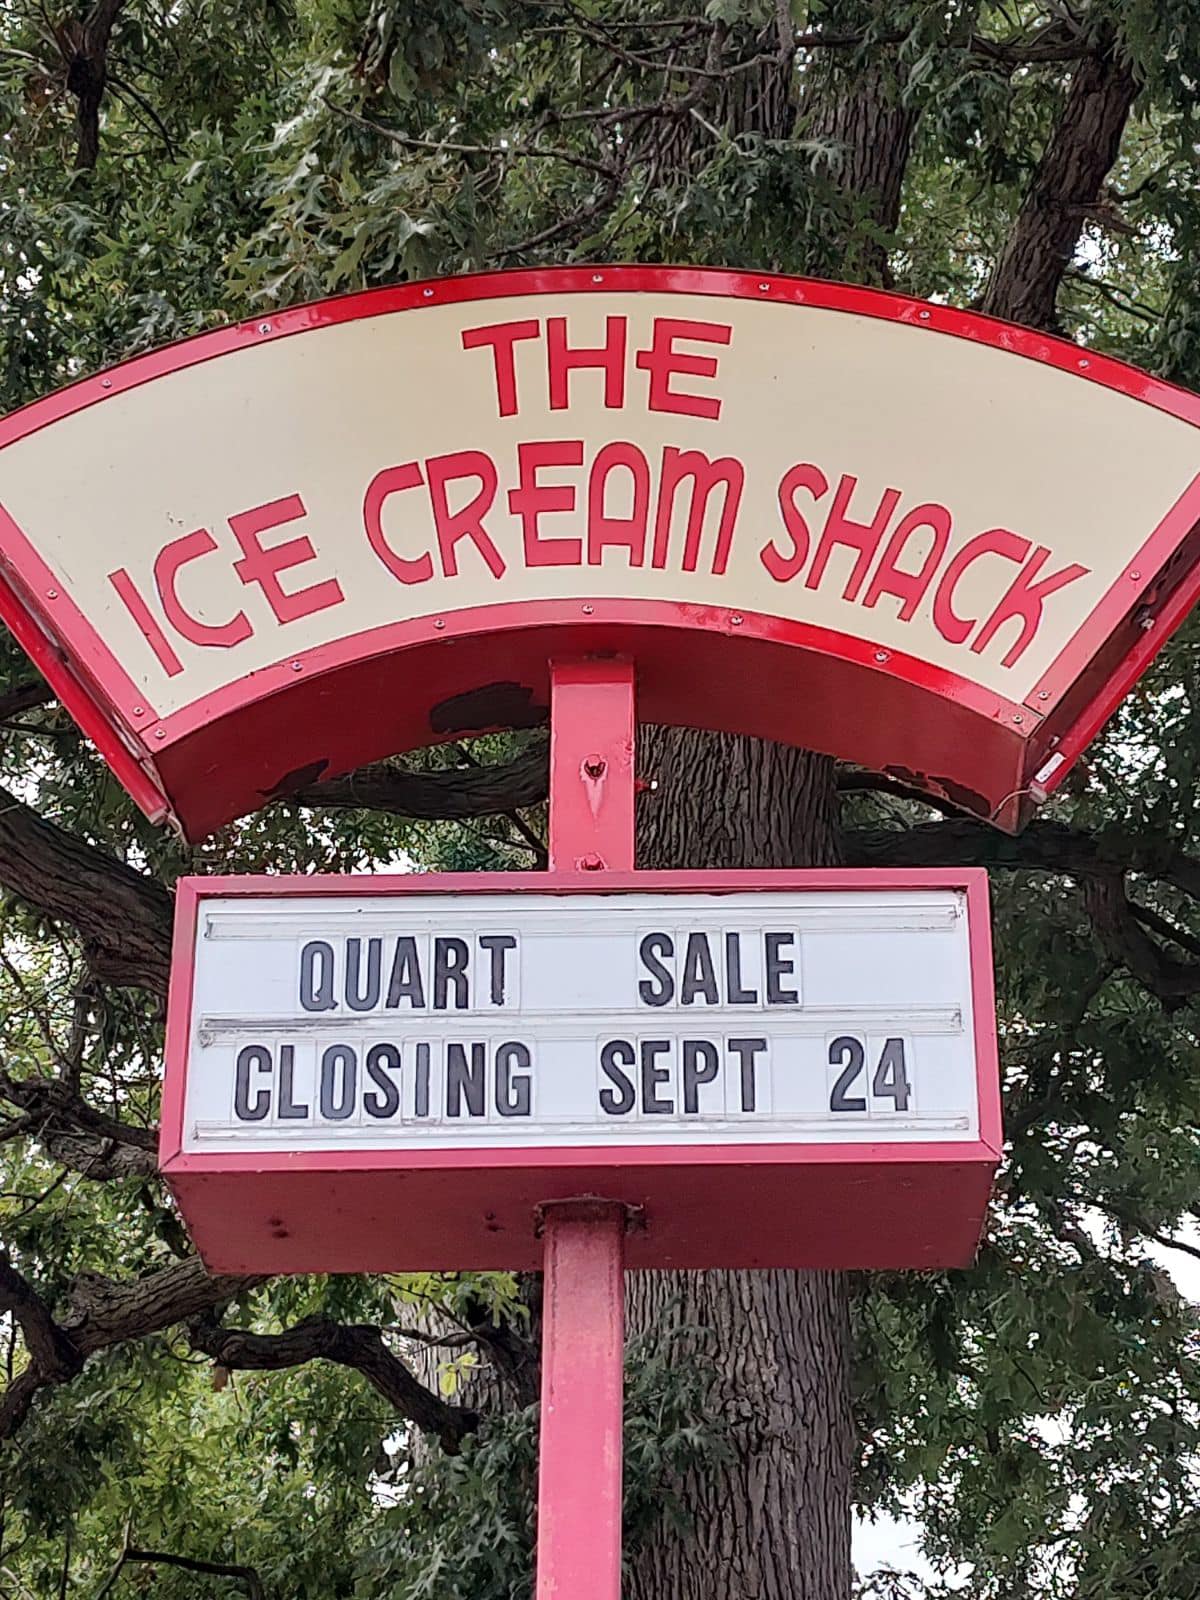 THE
ICE CREAM SHACK
QUART SALE
CLOSING SEPT 24